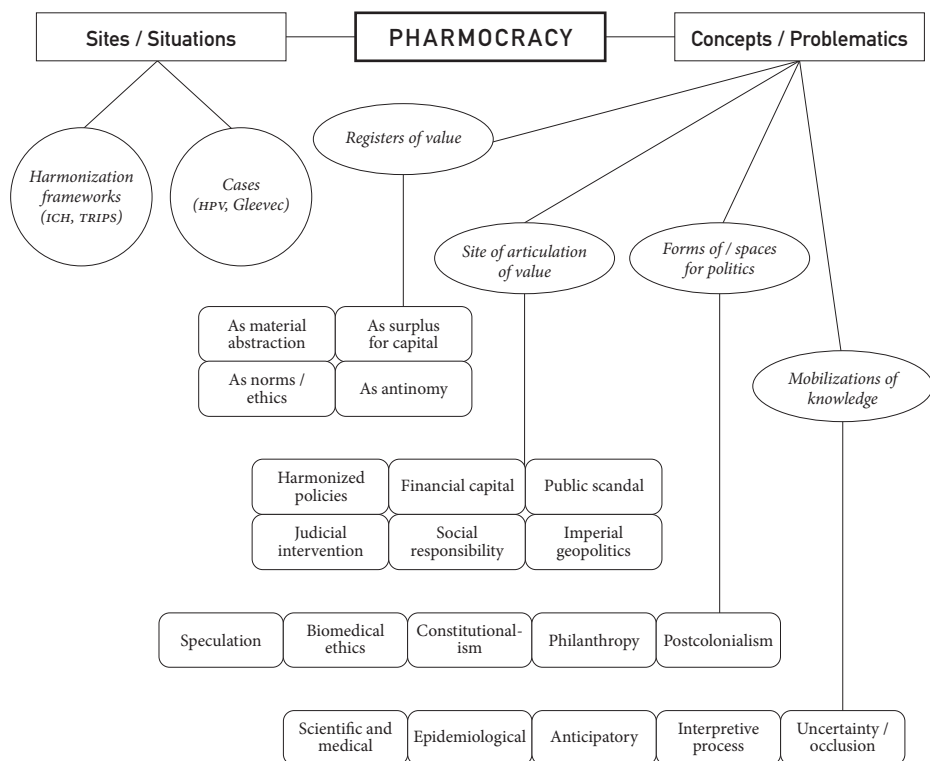 Sites / Situations
PHARMOCRACY
Concepts / Problematics
Registers of value
Harmonization
frameworks
(ICH, TRIPS)
Cases
(HPV, Gleevec)
Site of articulation
of value
Forms of / spaces
for politics
As material
abstraction
As surplus
for capital
As norms /
ethics
As antinomy
Mobilizations of
knowledge
Harmonized
policies
Financial capital
Public scandal
Judicial
intervention
Social
responsibility
Imperial
geopolitics
Speculation
Biomedical
ethics
Constitutional-
ism
Philanthropy
Postcolonialism
Scientific and
medical
Epidemiological
Anticipatory
Interpretive
process
Uncertainty /
occlusion